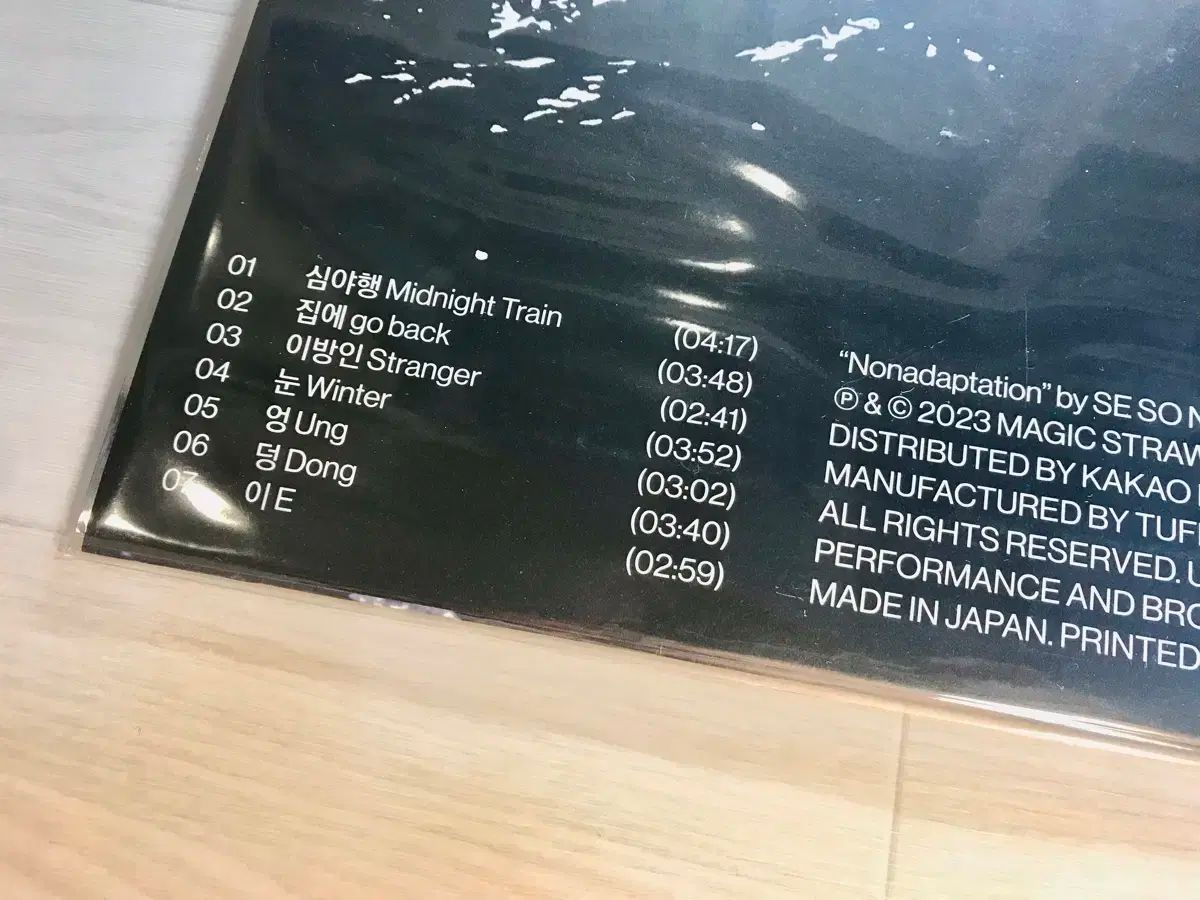 01 심야행 Midnight Train (04:17)
02 집에 go back (03:48)
03 이방인 Stranger (02:41)
04 눈 Winter (03:52)
05 엉 Ung (03:02)
06 덩 Dong (03:40)
07 이 E (02:59)
“Nonadaptation” by SE SO N
Ⓟ & © 2023 MAGIC STRAW
DISTRIBUTED BY KAKAO
MANUFACTURED BY TUF
ALL RIGHTS RESERVED. U
PERFORMANCE AND BRO
MADE IN JAPAN. PRINTED